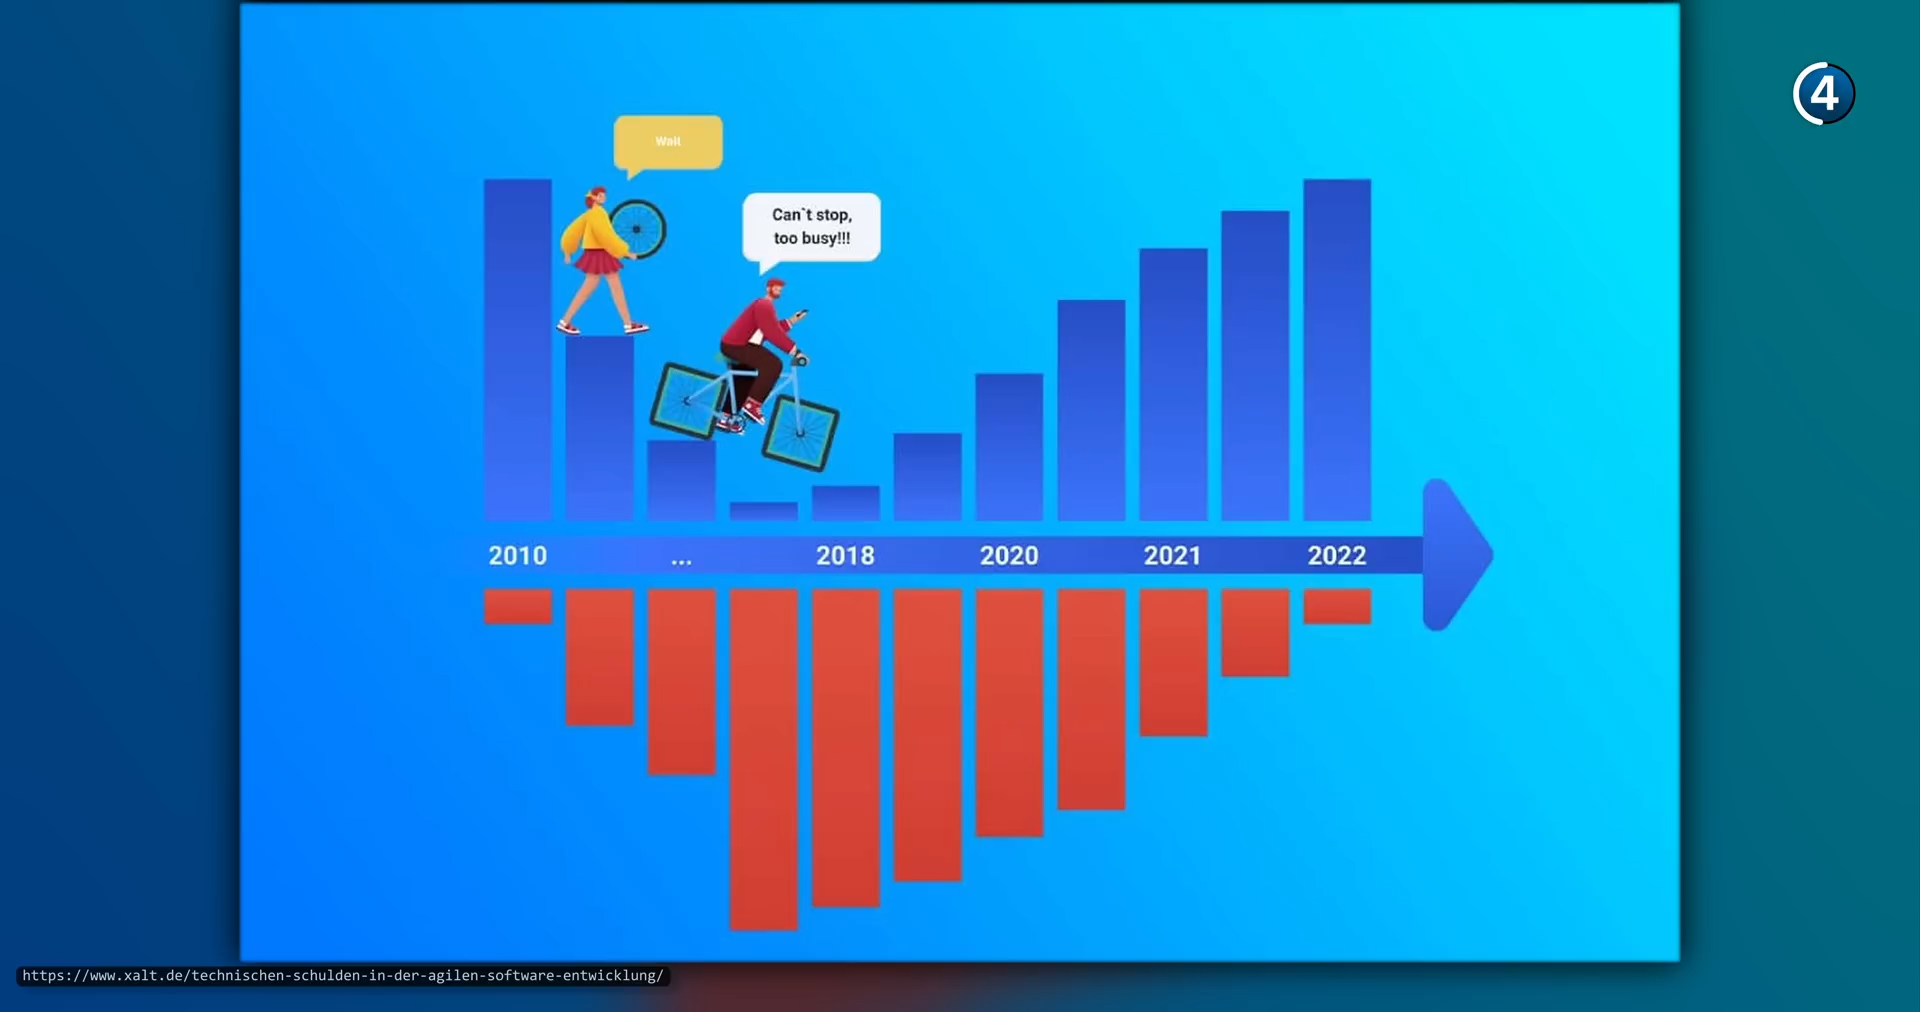 4
Wait
Can`t stop,
too busy!!!
2010 ... 2018 2020 2021 2022
https://www.xalt.de/technischen-schulden-in-der-agilen-software-entwicklung/